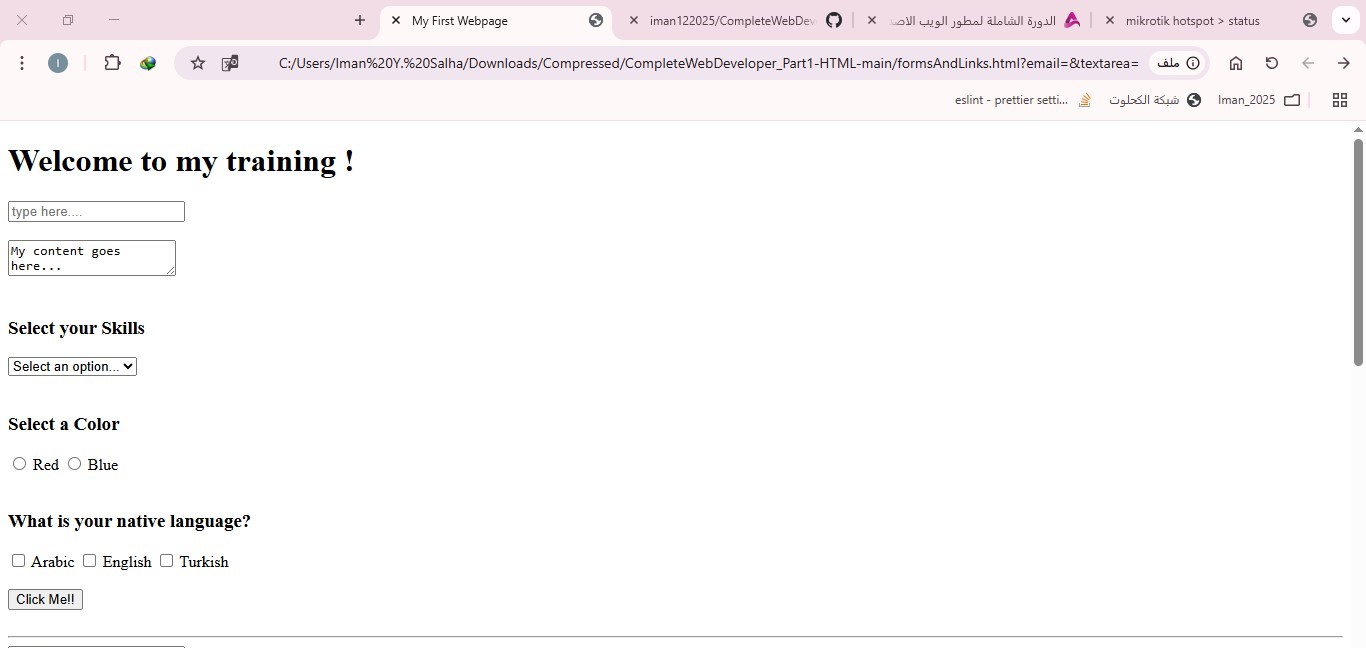 My First Webpage
iman122025/CompleteWebDev
الدورة الشاملة لمطور الويب الاصد
mikrotik hotspot > status
I
C:/Users/Iman%20Y.%20Salha/Downloads/Compressed/CompleteWebDeveloper_Part1-HTML-main/formsAndLinks.html?email=&textarea=
ملف
eslint - prettier setti...
شبكة الكحلوت
Iman_2025
Welcome to my training !
type here....
My content goes
here...
Select your Skills
Select an option...
Select a Color
Red Blue
What is your native language?
Arabic English Turkish
Click Me!!